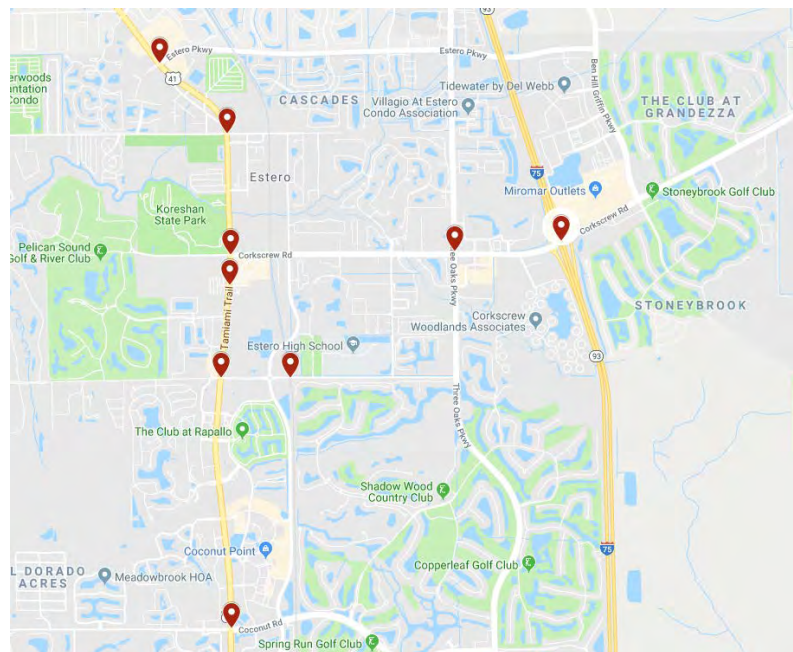 93
Estero Pkwy
Estero Pkwy
41
erwoods
antation
Condo
CASCADES
Tidewater by Del Webb
Villagio At Estero
Condo Association
Ben Hill Griffin Pkwy
THE CLUB AT
GRANDEZZA
Estero
75
Miromar Outlets
Stoneybrook Golf Club
Koreshan
State Park
Corkscrew Rd
Pelican Sound
Golf & River Club
Corkscrew Rd
ree Oaks Pkwy
STONEYBROOK
Corkscrew
Woodlands Associates
Tamiami Trail
Estero High School
93
Three Oaks Pkwy
The Club at Rapallo
Shadow Wood
Country Club
Coconut Point
75
Copperleaf Golf Club
L DORADO
ACRES
Meadowbrook HOA
Coconut Rd
Spring Run Golf Club